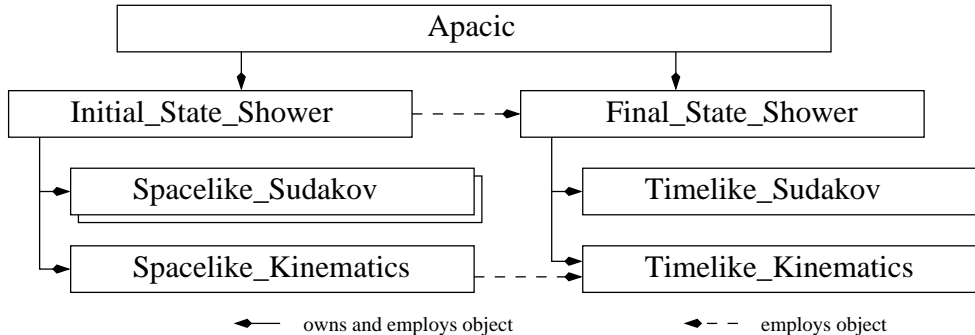 Apacic
Initial_State_Shower
Final_State_Shower
Spacelike_Sudakov
Timelike_Sudakov
Spacelike_Kinematics
Timelike_Kinematics
owns and employs object
employs object